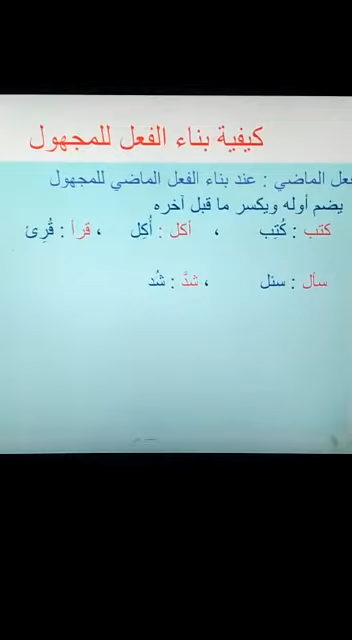 كيفية بناء الفعل للمجهول
فعل الماضي : عند بناء الفعل الماضي للمجهول
يضم أوله ويكسر ما قبل آخره
كتب : كُتِب ، أكل : أُكِل ، قرأ : قُرِئ
سأل : سئل ، شدَّ : شُد